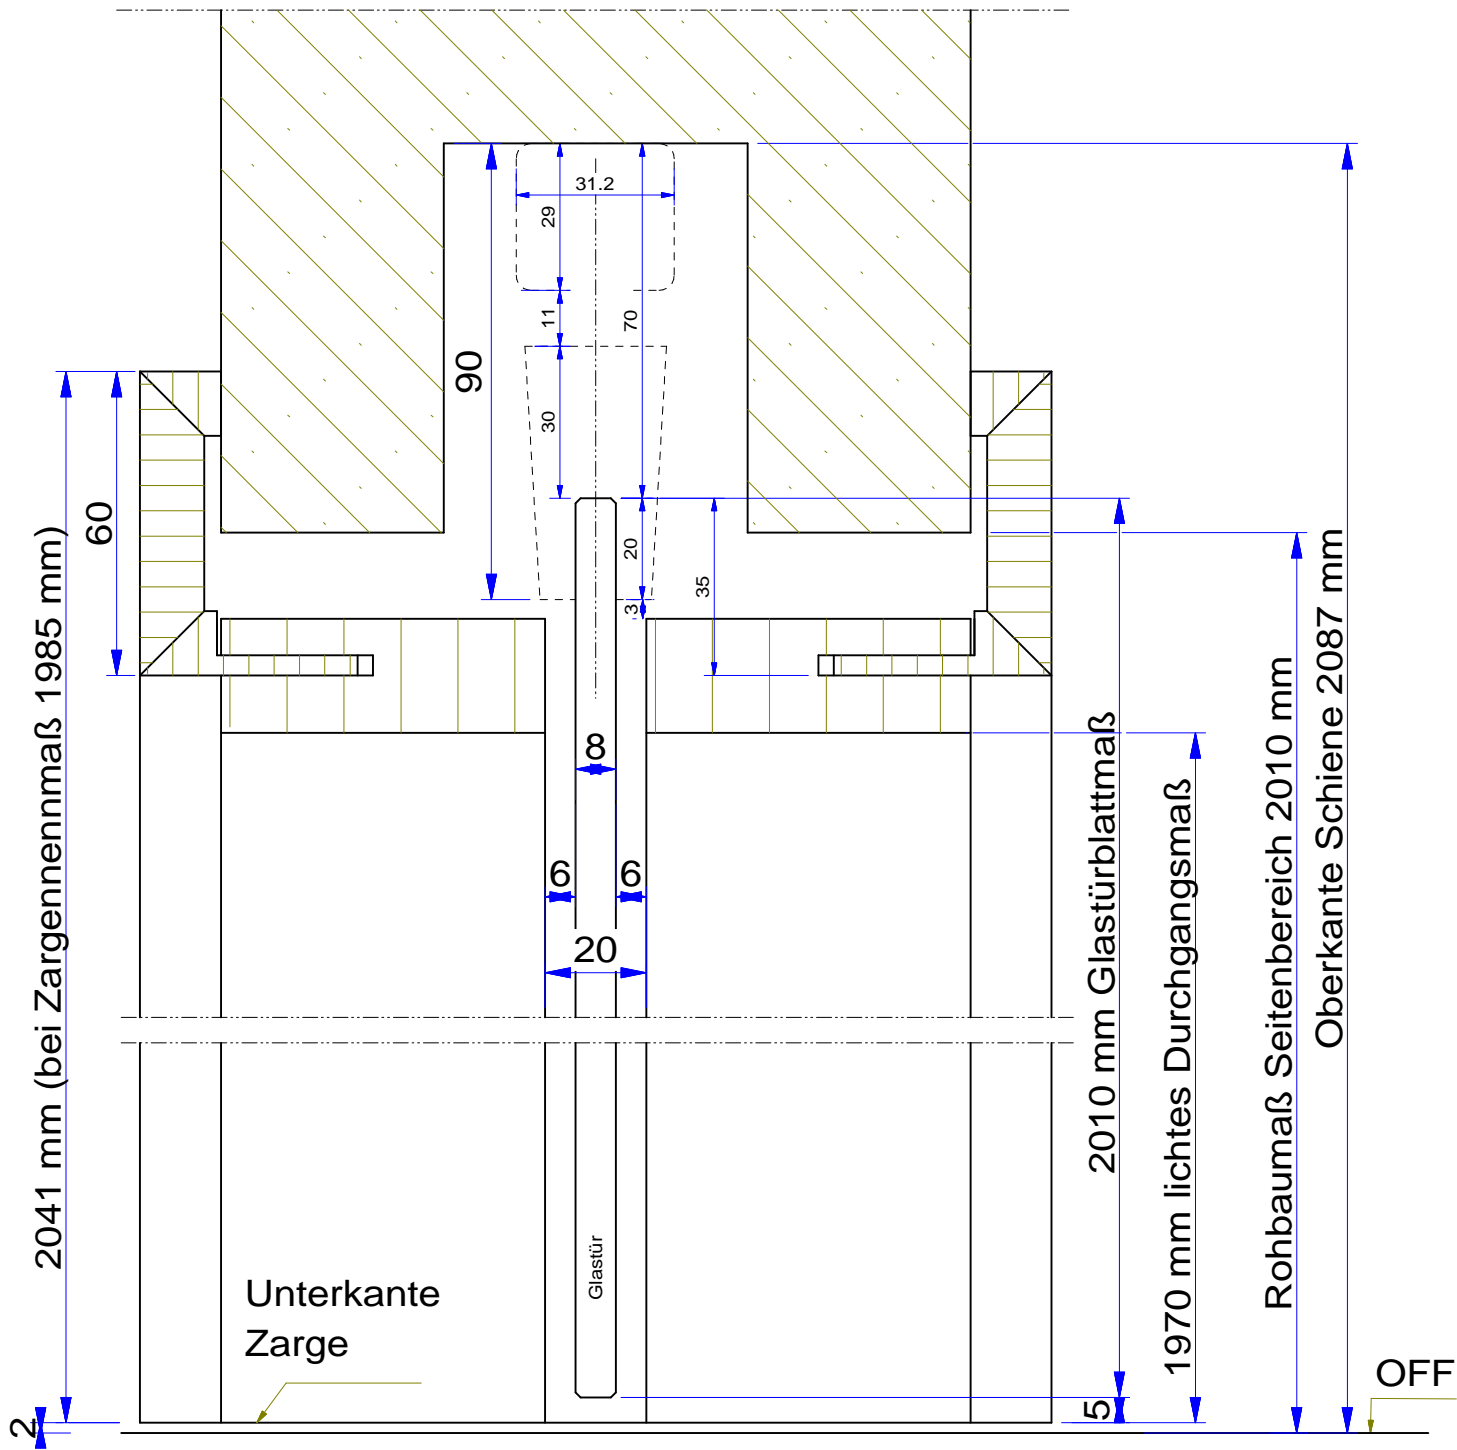 31.2
29
11
70
90
30
60
20
35
3
8
6
6
20
2041 mm (bei Zargennennmaß 1985 mm)
2010 mm Glastürblattmaß
1970 mm lichtes Durchgangsmaß
Rohbaumaß Seitenbereich 2010 mm
Oberkante Schiene 2087 mm
Glastür
Unterkante
Zarge
OFF
5
2